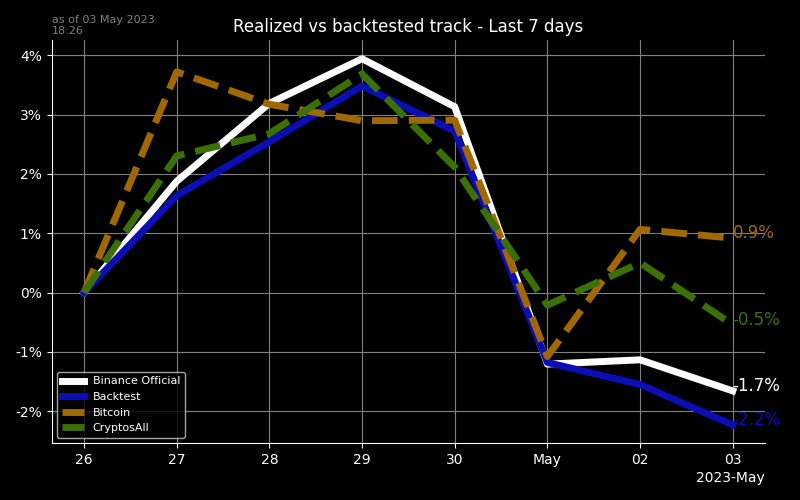 as of 03 May 2023
18:26
Realized vs backtested track - Last 7 days
4%
3%
2%
1%
0%
-1%
-2%
0.9%
-0.5%
-1.7%
-2.2%
Binance Official
Backtest
Bitcoin
CryptosAll
26 27 28 29 30 May 02 03
2023-May